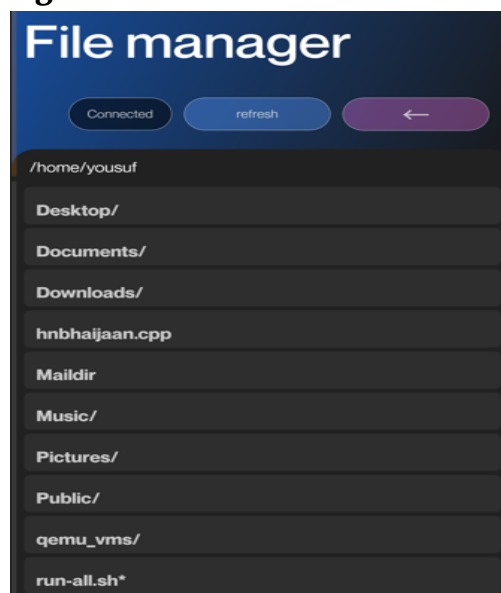 File manager
Connected refresh ←
/home/yousuf
Desktop/
Documents/
Downloads/
hnbhaijaan.cpp
Maildir
Music/
Pictures/
Public/
qemu_vms/
run-all.sh*